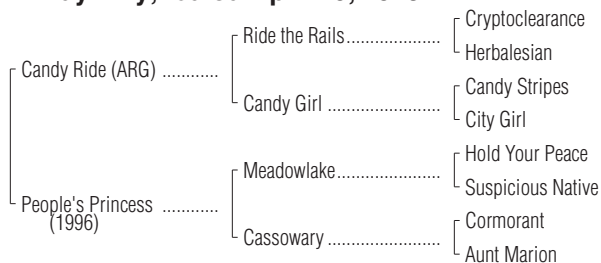 Cryptoclearance
Ride the Rails
Herbalesian
Candy Ride (ARG)
Candy Stripes
Candy Girl
City Girl
Hold Your Peace
Meadowlake
Suspicious Native
People's Princess
(1996)
Cormorant
Cassowary
Aunt Marion